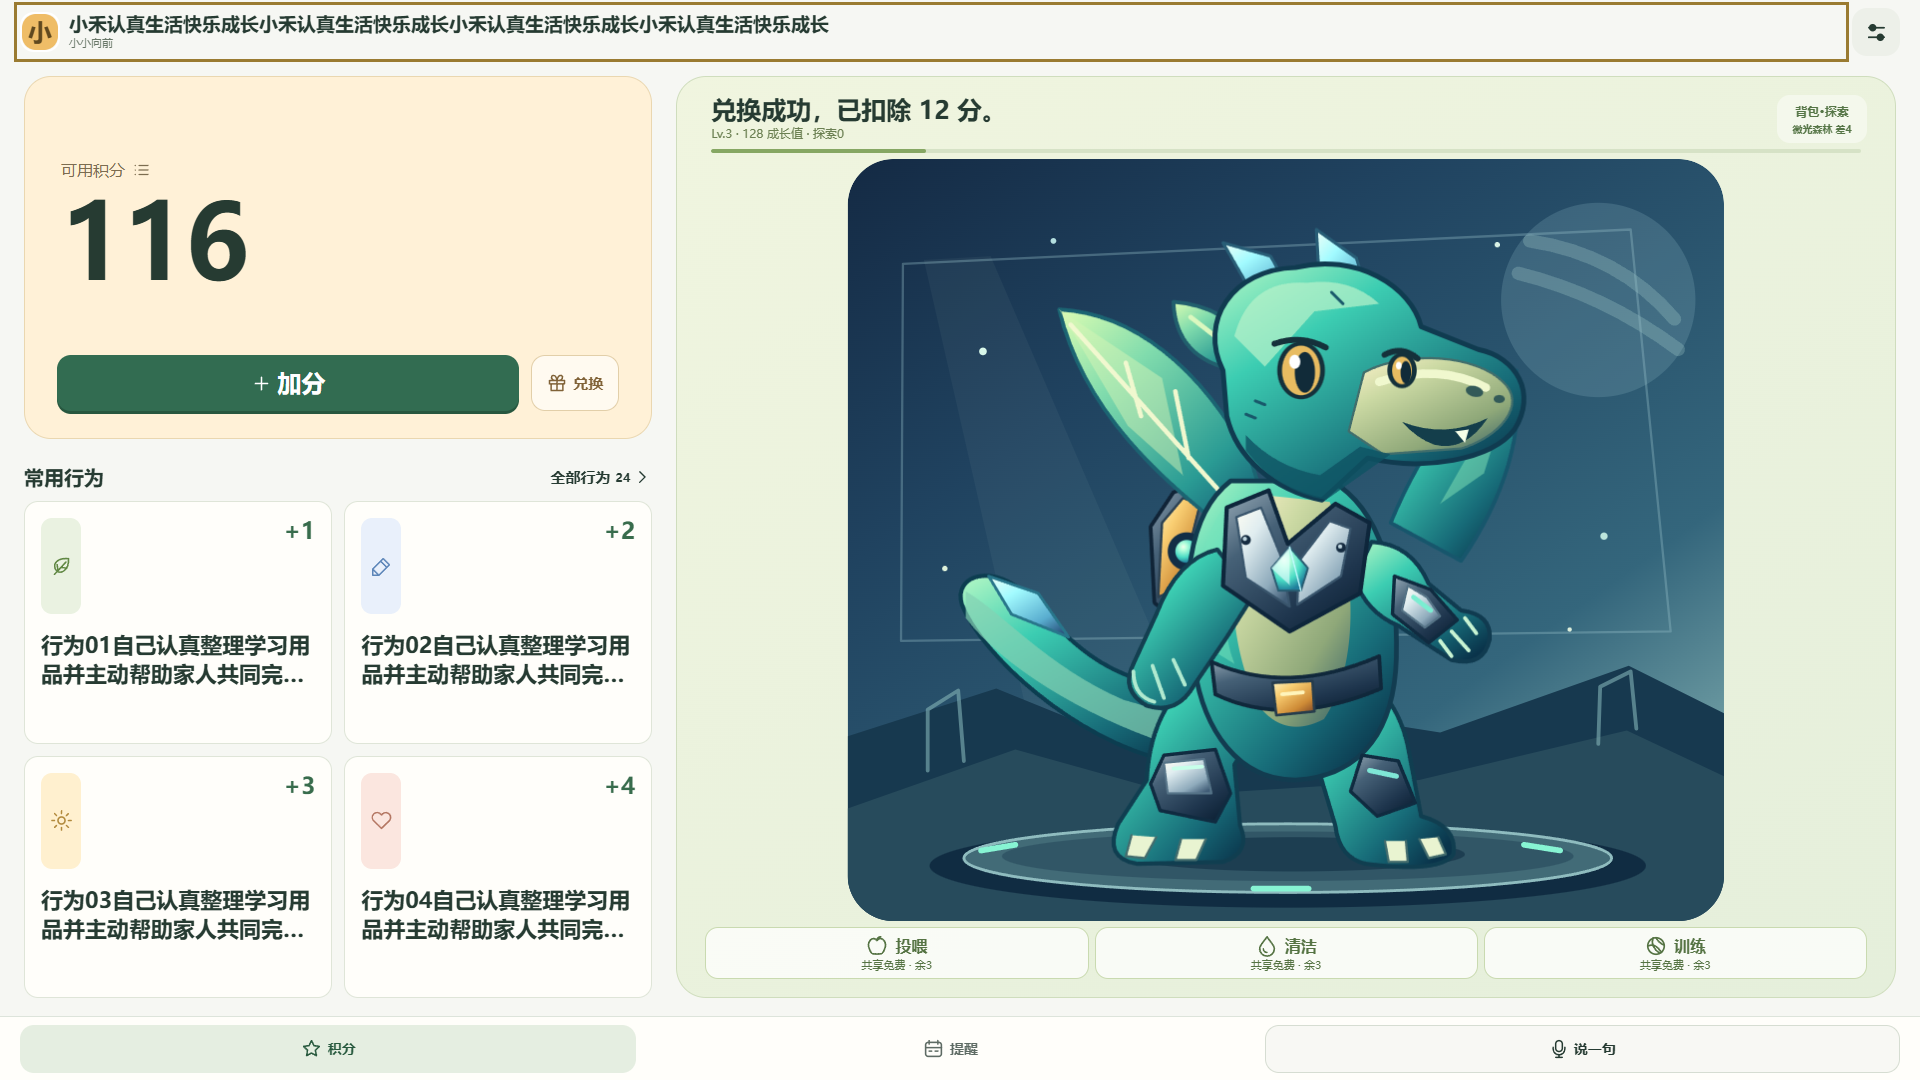 小
小禾认真生活快乐成长小禾认真生活快乐成长小禾认真生活快乐成长小禾认真生活快乐成长
小小向前
可用积分
116
+ 加分
兑换
常用行为
全部行为 24
+1
行为01自己认真整理学习用
品并主动帮助家人共同完...
+2
行为02自己认真整理学习用
品并主动帮助家人共同完...
+3
行为03自己认真整理学习用
品并主动帮助家人共同完...
+4
行为04自己认真整理学习用
品并主动帮助家人共同完...
兑换成功，已扣除 12 分。
Lv.3 · 128 成长值 · 探索0
背包•探索
微光森林 差4
投喂
共享免费 · 余3
清洁
共享免费 · 余3
训练
共享免费 · 余3
积分
提醒
说一句